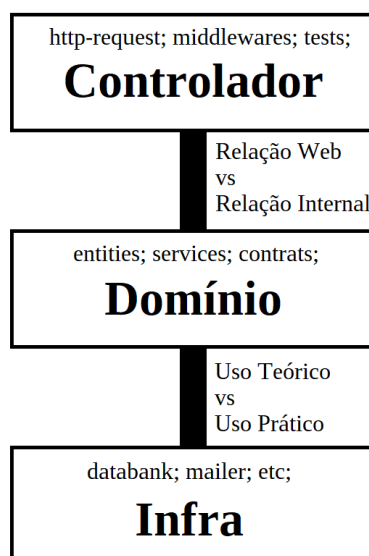 http-request; middlewares; tests;
Controlador
Relação Web
vs
Relação Internal
entities; services; contrats;
Domínio
Uso Teórico
vs
Uso Prático
databank; mailer; etc;
Infra